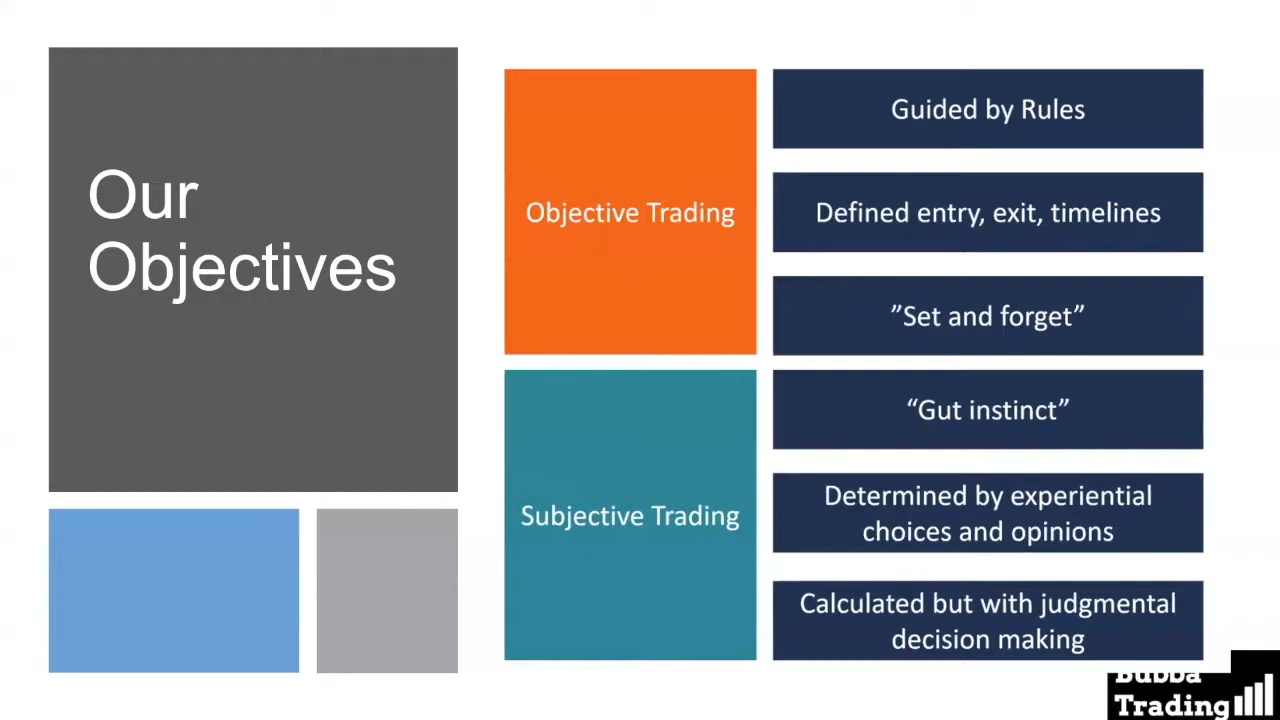 Our
Objectives
Objective Trading
Guided by Rules
Defined entry, exit, timelines
”Set and forget”
Subjective Trading
“Gut instinct”
Determined by experiential
choices and opinions
Calculated but with judgmental
decision making
Bubba
Trading